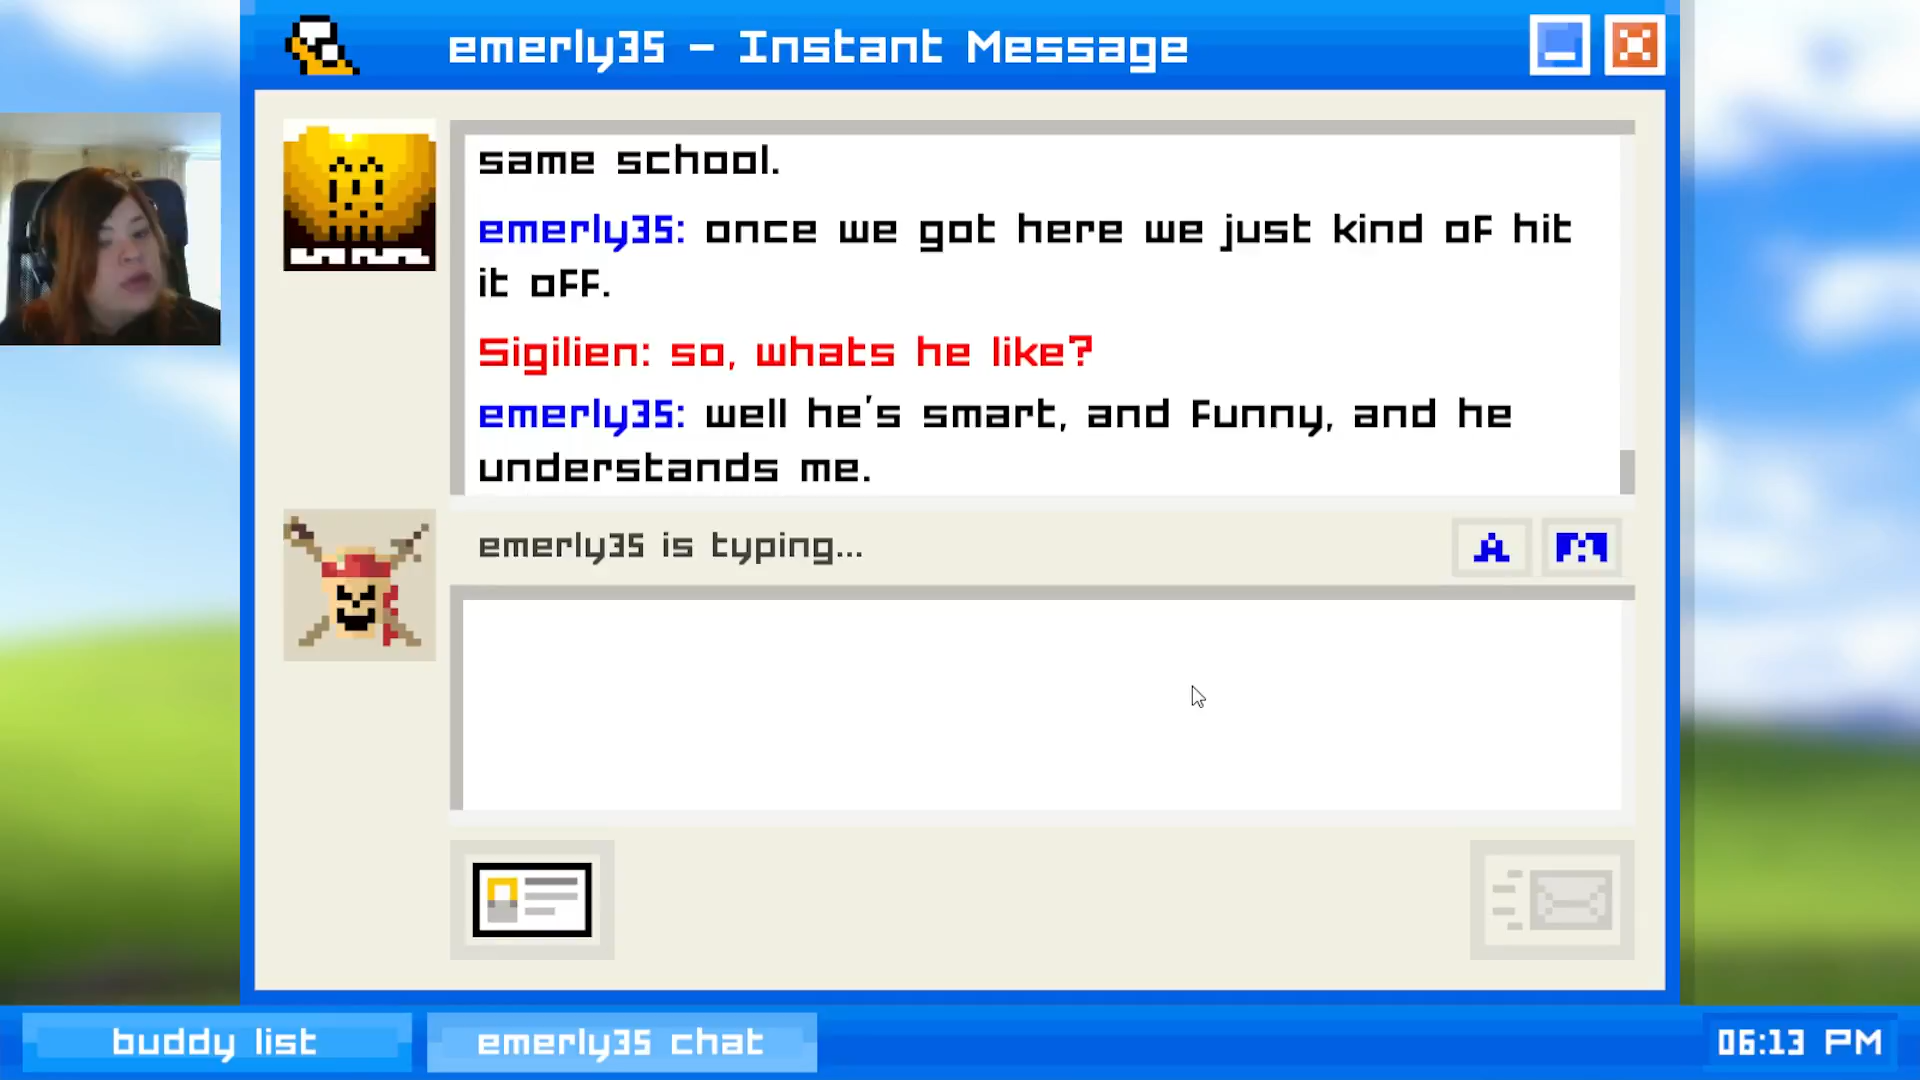 emerly35 – Instant Message
same school.
emerly35: once we got here we just kind of hit
it off.
Sigilien: so, whats he like?
emerly35: well he's smart, and funny, and he
understands me.
emerly35 is typing...
A
buddy list
emerly35 chat
06:13 PM